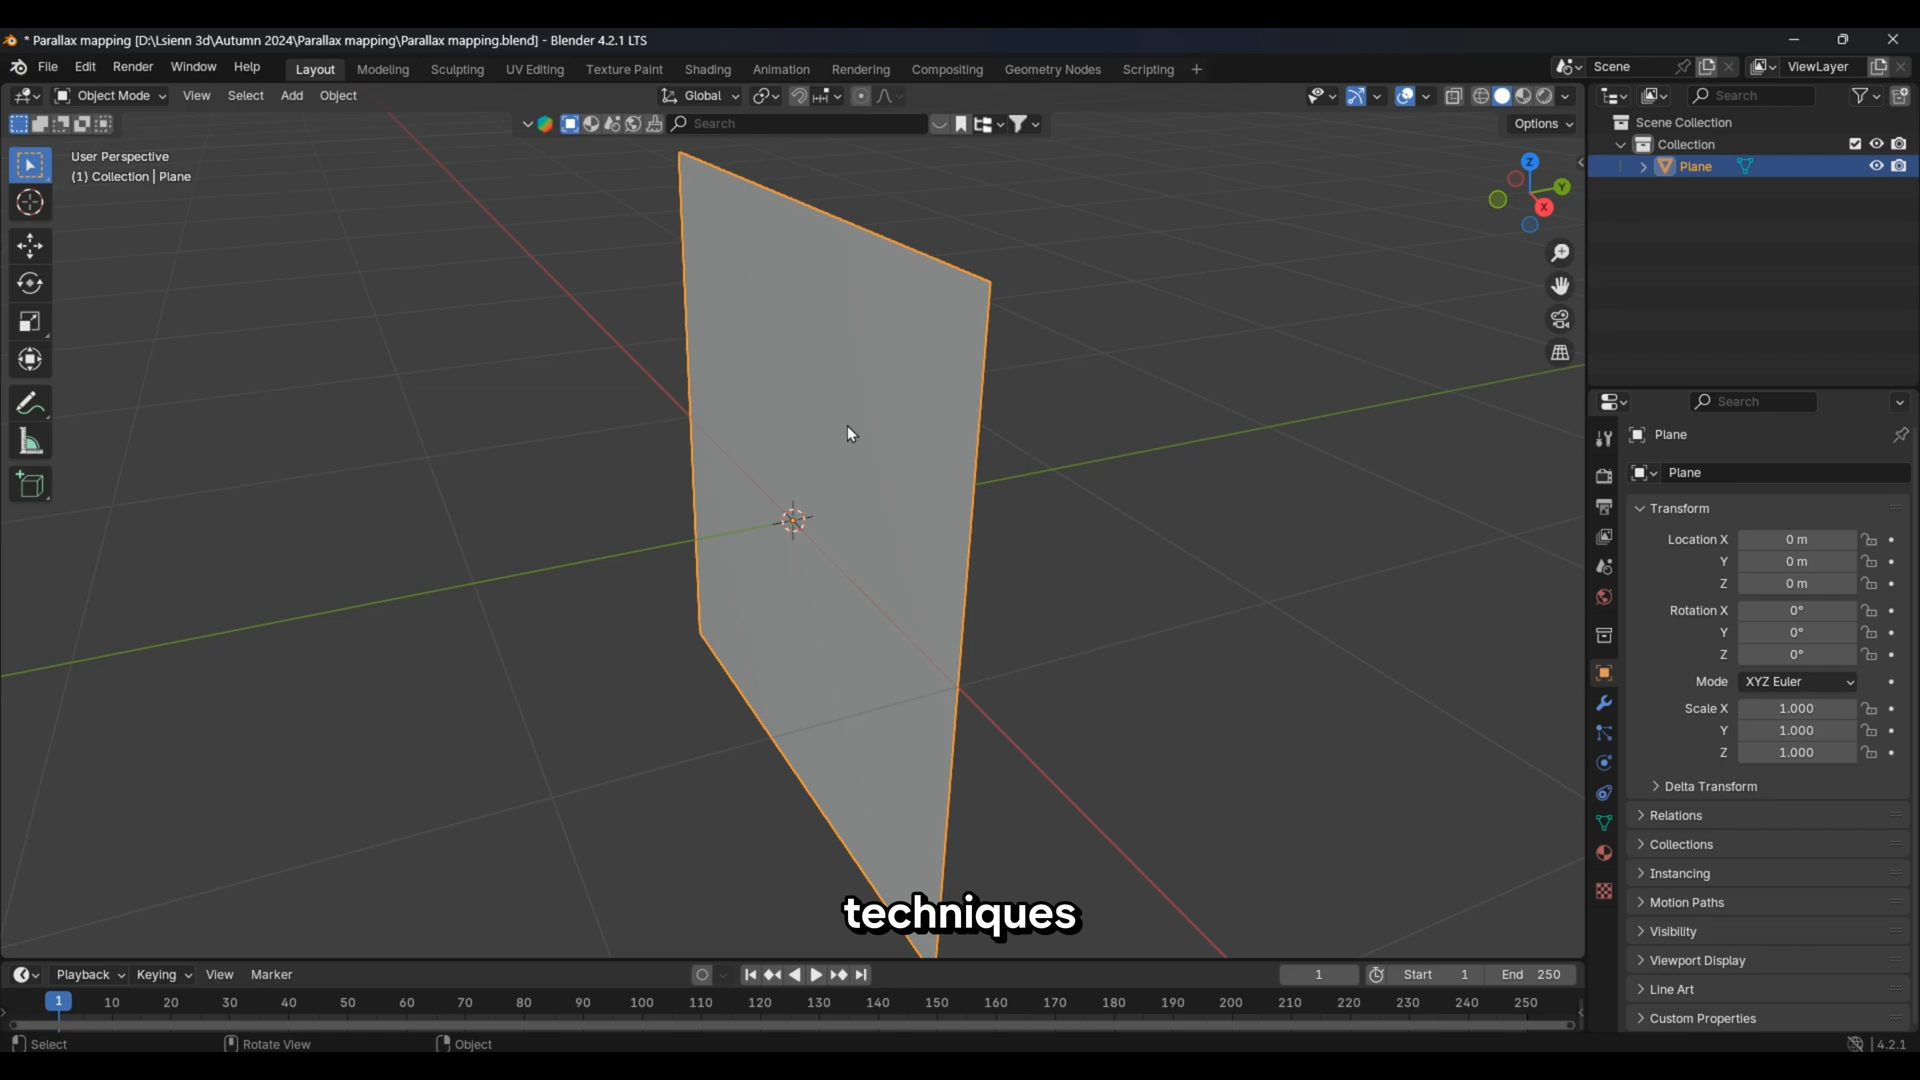 * Parallax mapping [D:\Lsienn 3d\Autumn 2024\Parallax mapping\Parallax mapping.blend] - Blender 4.2.1 LTS
File Edit Render Window Help Layout Modeling Sculpting UV Editing Texture Paint Shading Animation Rendering Compositing Geometry Nodes Scripting + Scene ViewLayer
Object Mode View Select Add Object Global Search
Search Options
User Perspective
(1) Collection | Plane
Z
Y
X
Scene Collection
Collection
Plane
Search
Plane
Plane
Transform
Location X 0 m
Y 0 m
Z 0 m
Rotation X 0°
Y 0°
Z 0°
Mode XYZ Euler
Scale X 1.000
Y 1.000
Z 1.000
Delta Transform
Relations
Collections
Instancing
Motion Paths
Visibility
Viewport Display
Line Art
Custom Properties
techniques
Playback Keying View Marker 1 Start 1 End 250
1 10 20 30 40 50 60 70 80 90 100 110 120 130 140 150 160 170 180 190 200 210 220 230 240 250
Select Rotate View Object 4.2.1